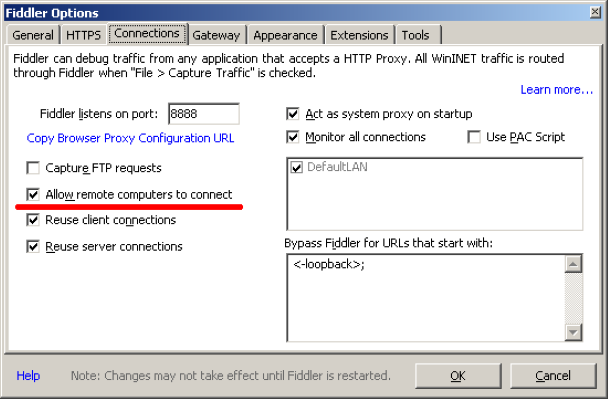 Fiddler Options
General HTTPS Connections Gateway Appearance Extensions Tools
Fiddler can debug traffic from any application that accepts a HTTP Proxy. All WinINET traffic is routed
through Fiddler when "File > Capture Traffic" is checked.
Learn more...
Fiddler listens on port: 8888
Copy Browser Proxy Configuration URL
Capture FTP requests
Allow remote computers to connect
Reuse client connections
Reuse server connections
Act as system proxy on startup
Monitor all connections Use PAC Script
DefaultLAN
Bypass Fiddler for URLs that start with:
<-loopback>;
Help Note: Changes may not take effect until Fiddler is restarted. OK Cancel